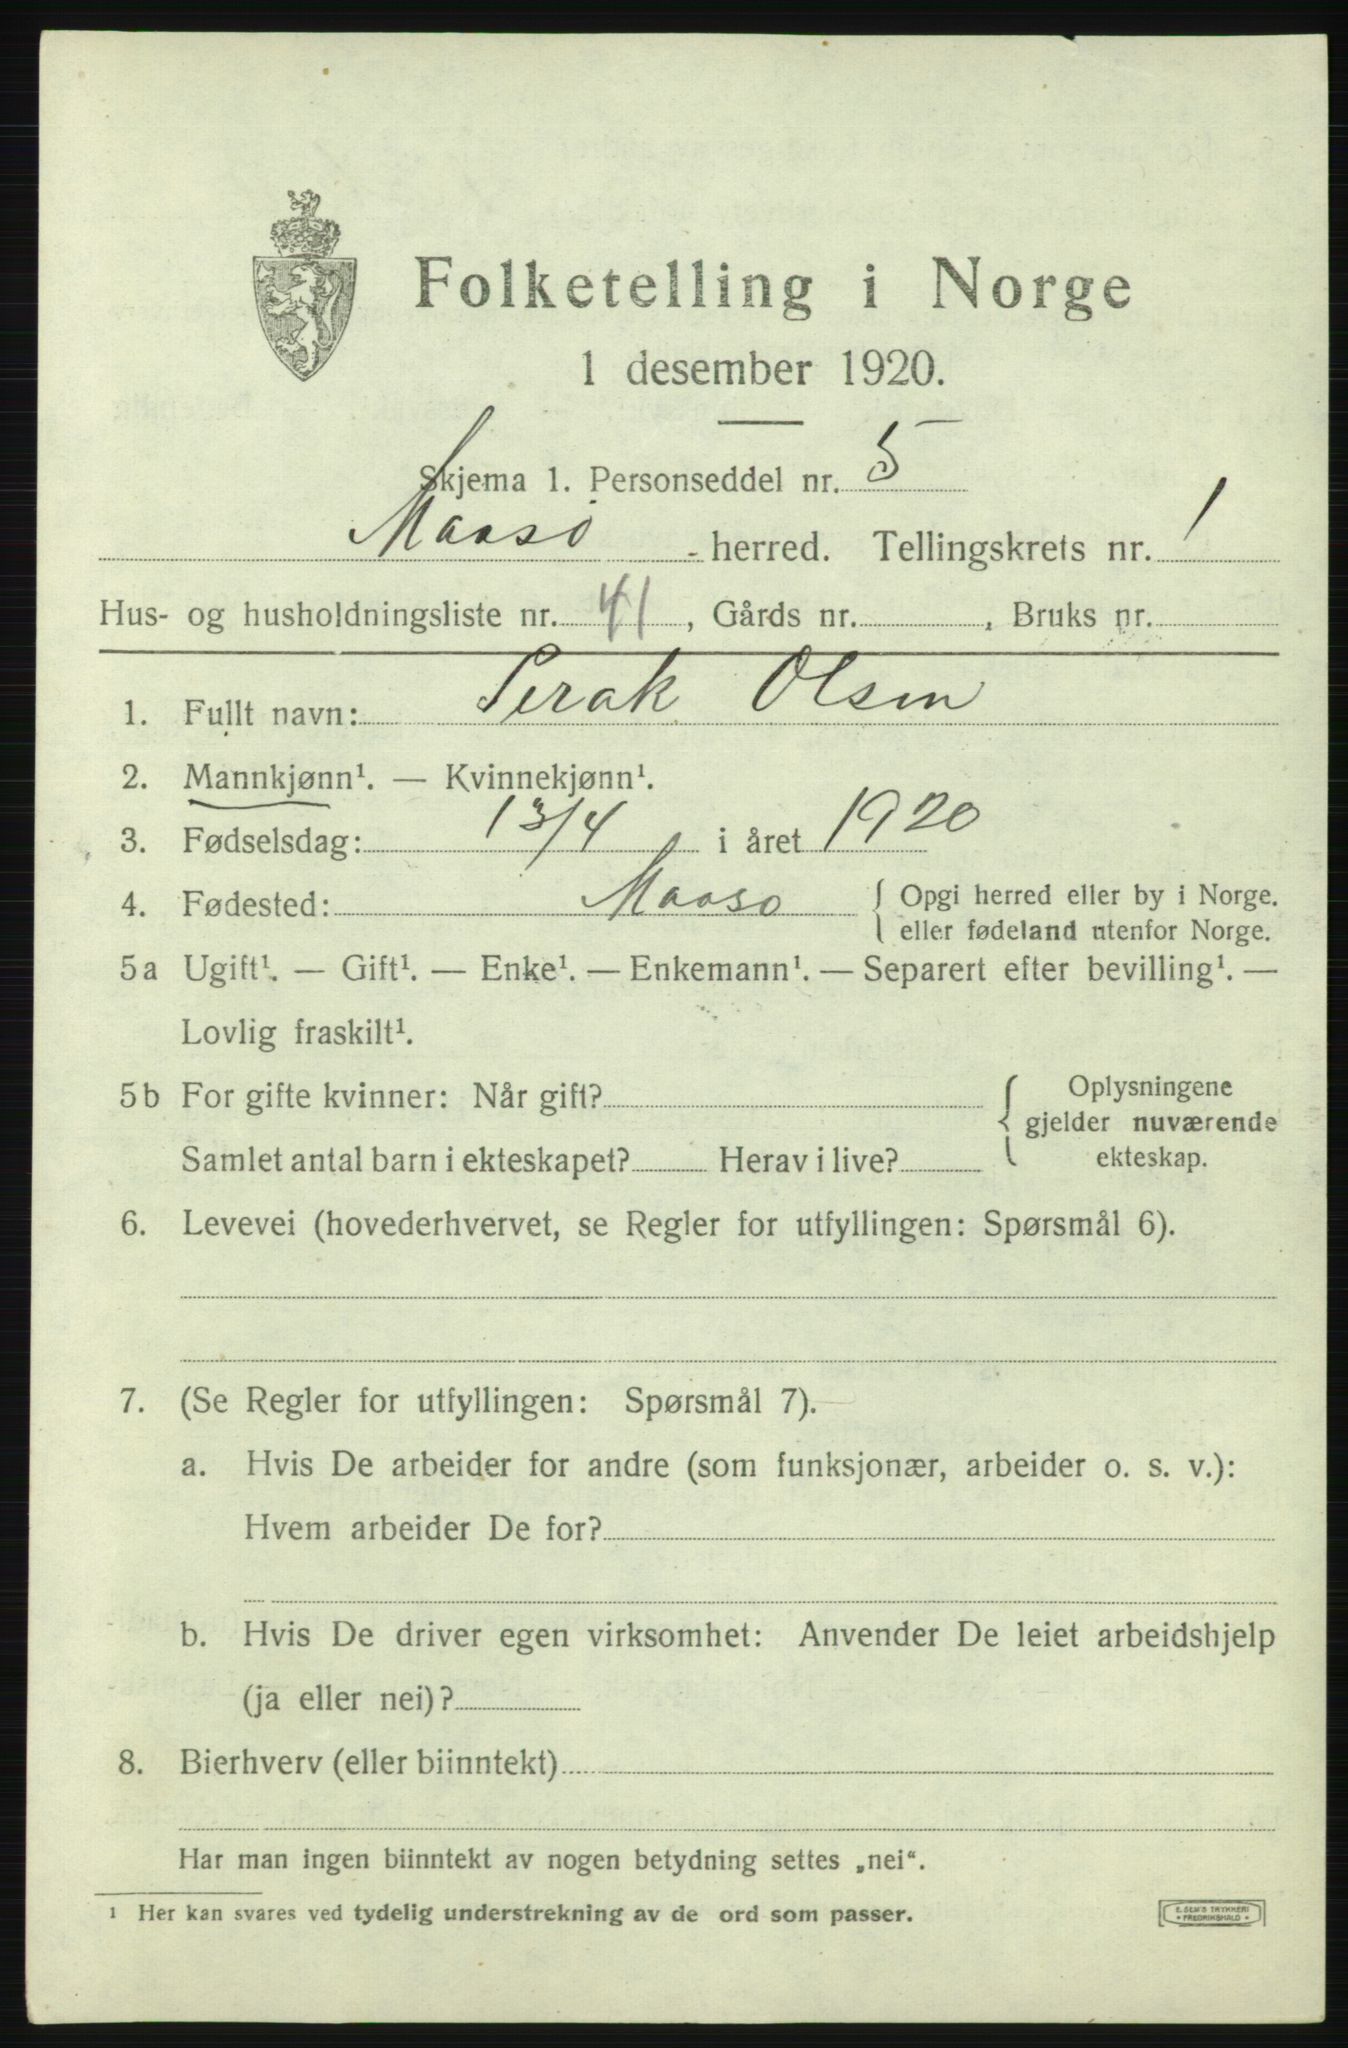 Folketelling i Norge
1 desember 1920.
Skjema 1. Personseddel nr. 5
Maasø - herred. Tellingskrets nr. 1
Hus- og husholdningsliste nr. 41, Gårds nr. , Bruks nr.
1. Fullt navn: Perak Olsen
2. Mannkjønn¹. — Kvinnekjønn¹.
3. Fødselsdag: 13/4 i året 1920
4. Fødested: Maasø { Opgi herred eller by i Norge.
eller fødeland utenfor Norge.
5a Ugift¹. — Gift¹. — Enke¹. — Enkemann¹. — Separert efter bevilling¹. —
Lovlig fraskilt¹.
5b For gifte kvinner: Når gift? { Oplysningene
gjelder nuværende
Samlet antal barn i ekteskapet? Herav i live? ekteskap.
6. Levevei (hovederhvervet, se Regler for utfyllingen: Spørsmål 6).
7. (Se Regler for utfyllingen: Spørsmål 7).
a. Hvis De arbeider for andre (som funksjonær, arbeider o. s. v.):
Hvem arbeider De for?
b. Hvis De driver egen virksomhet: Anvender De leiet arbeidshjelp
(ja eller nei)?
8. Bierhverv (eller biinntekt)
Har man ingen biinntekt av nogen betydning settes „nei“.
¹ Her kan svares ved tydelig understrekning av de ord som passer.
E. SEM'S TRYKKERI
FREDRIKSHALD